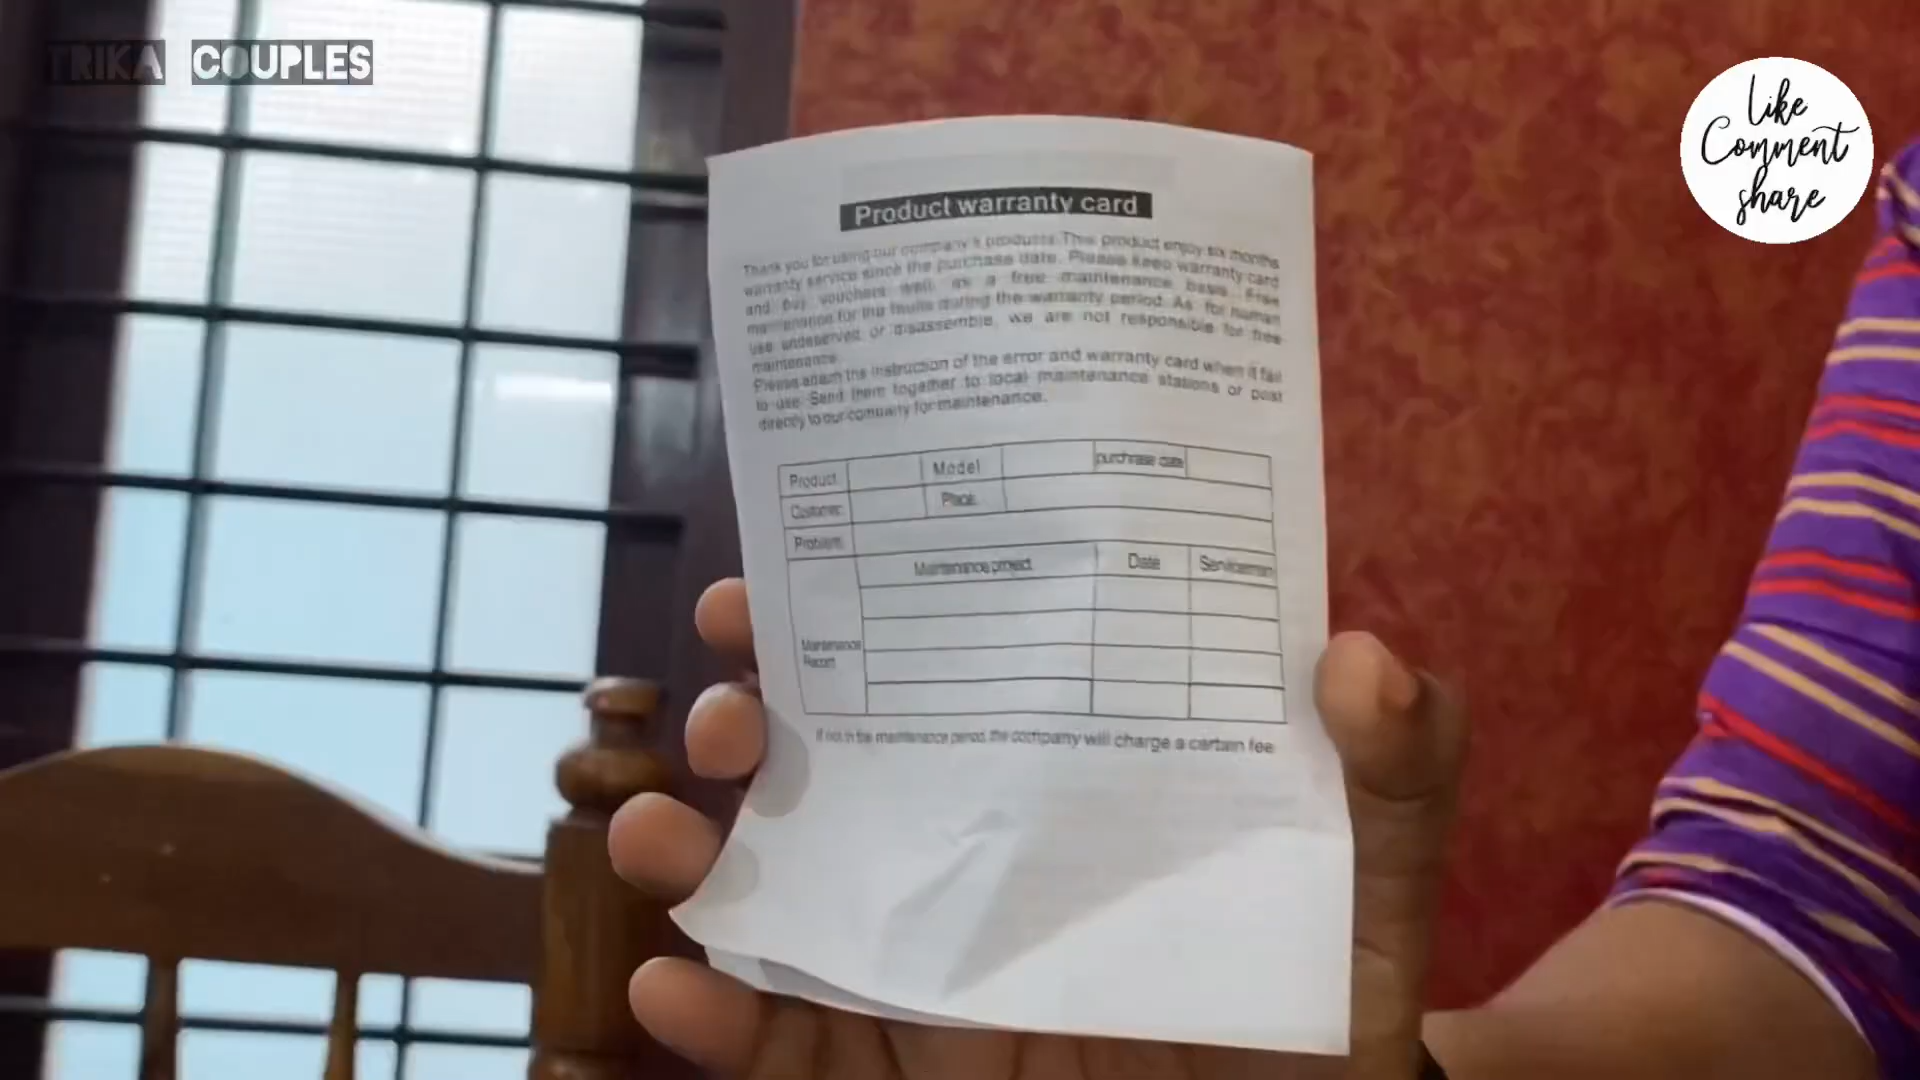 TRIKA COUPLES
like
Comment
share
Product warranty card
Thank you for using our company's products. This product enjoy six months
warranty service since the purchase date. Please keep warranty card
and buy vouchers well, as a free maintenance basis. Free
maintenance for the faults during the warranty period. As for human
use undeserved or disassemble, we are not responsible for free
maintenance.
Please attach the instruction of the error and warranty card when it fail
to use. Send them together to local maintenance stations or post
directly to our company for maintenance.
Product Model purchase date
Customer Place
Problem
Maintenance project Date Serviceman
Maintenance
Record
If not in the maintenance period, the company will charge a certain fee